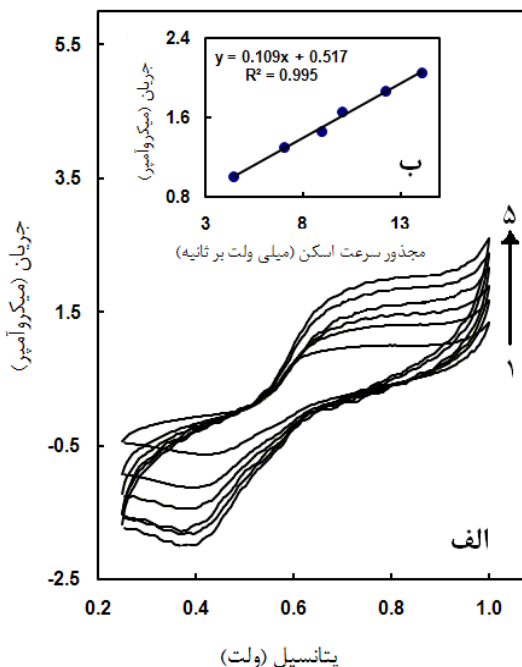 5.5
3.5
1.5
-0.5
-2.5
جریان (میکروآمپر)
2.4
1.6
0.8
جریان (میکروآمپر)
y = 0.109x + 0.517
R² = 0.995
ب
3 8 13
مجذور سرعت اسکن (میلی ولت بر ثانیه)
۵
۱
الف
0.2 0.4 0.6 0.8 1.0
پتانسیل (ولت)